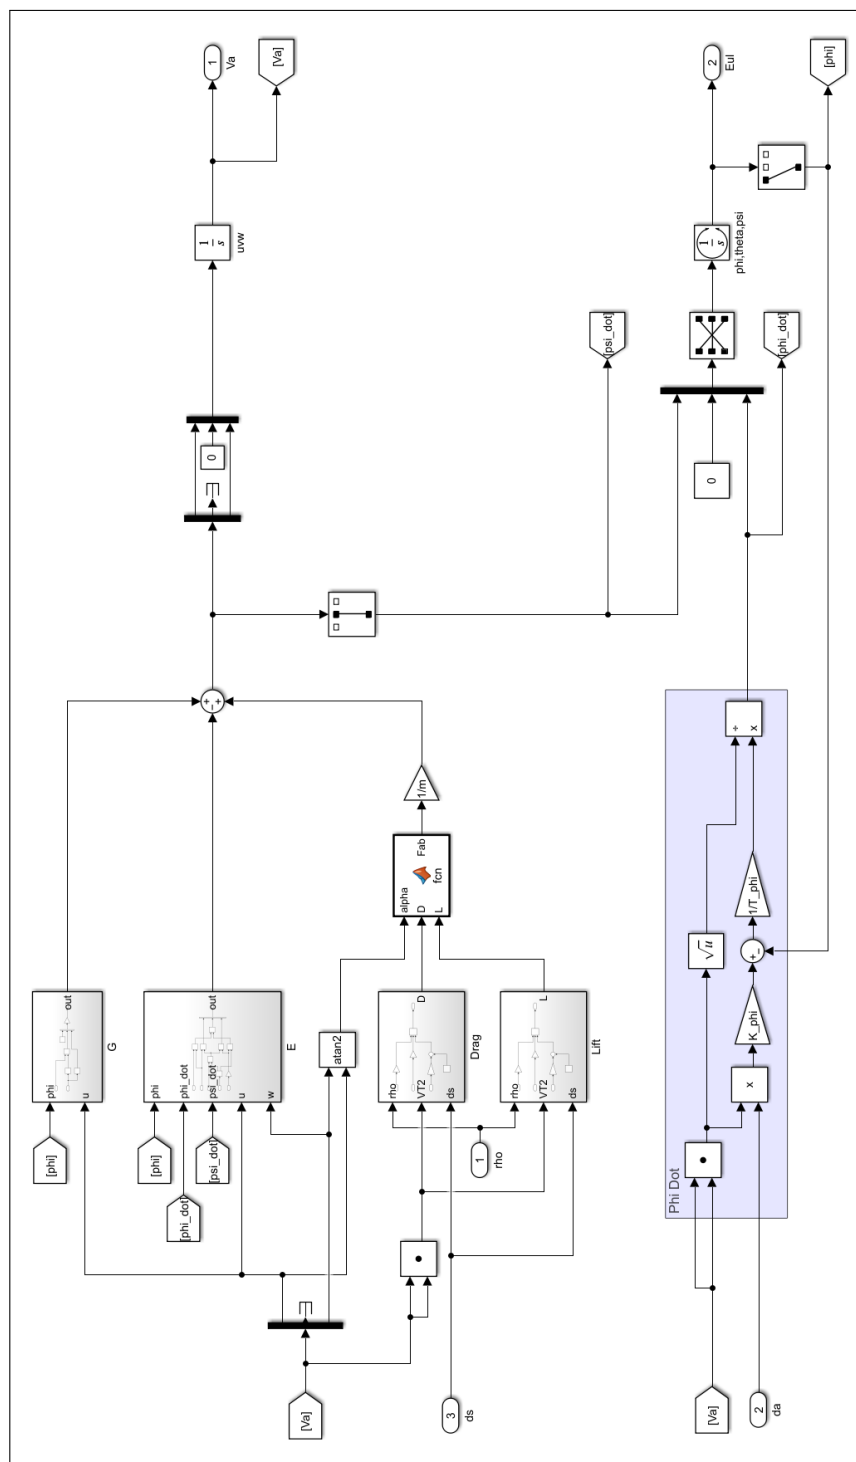 [phi]
phi
u
out
G
[phi]
[phi_dot]
[psi_dot]
phi
phi_dot
psi_dot
u
w
out
E
[Va]
atan2
rho
VT2
ds
D
Drag
1
rho
rho
VT2
ds
L
Lift
3
ds
alpha
D
L
Fab
fcn
1/m
+
−
+
0
1
s
uvw
1
Va
[Va]
[psi_dot]
[Va]
2
da
Phi Dot
x
K_phi
+
−
1/T_phi
√u
÷
x
0
[phi_dot]
1
s
phi,theta,psi
2
Eul
[phi]